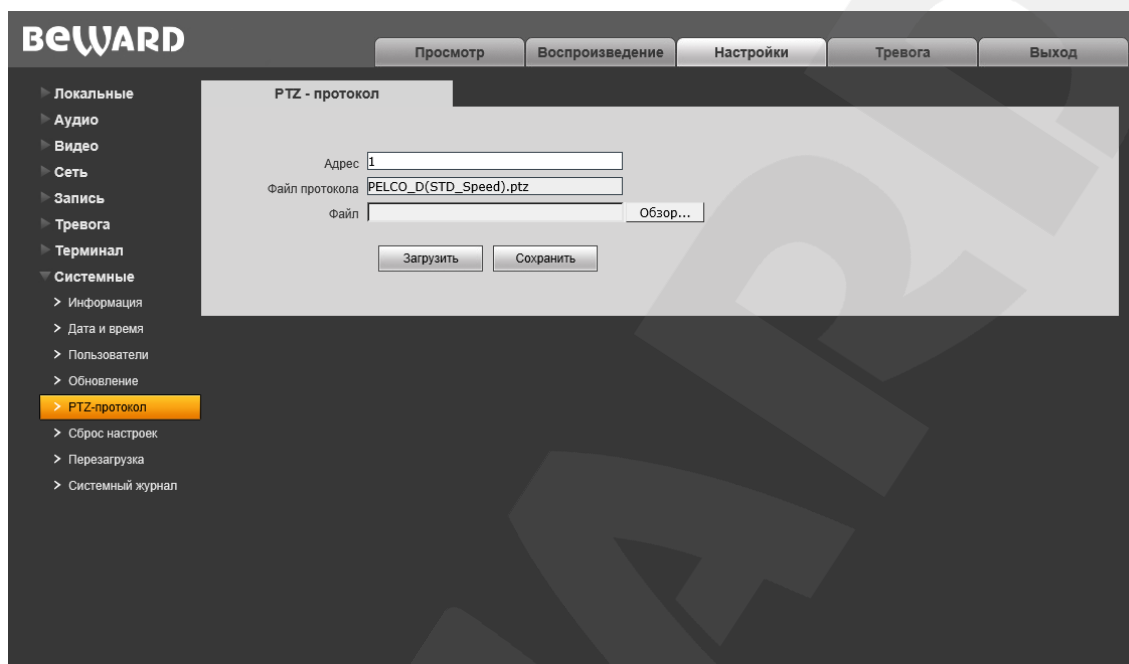 BEWARD
Просмотр Воспроизведение Настройки Тревога Выход
Локальные
Аудио
Видео
Сеть
Запись
Тревога
Терминал
Системные
Информация
Дата и время
Пользователи
Обновление
PTZ-протокол
Сброс настроек
Перезагрузка
Системный журнал
PTZ - протокол
Адрес 1
Файл протокола PELCO_D(STD_Speed).ptz
Файл Обзор...
Загрузить Сохранить